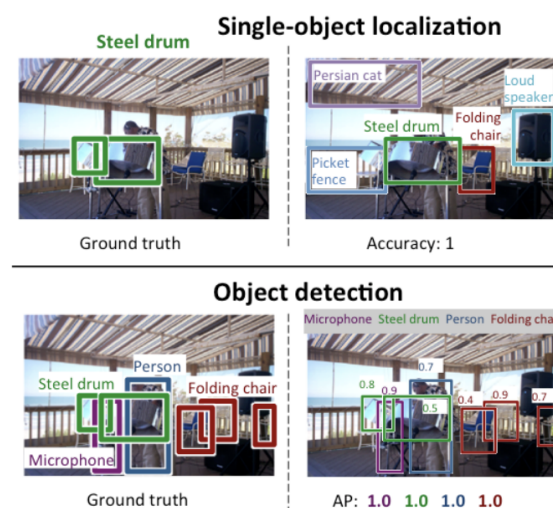 Single-object localization
Steel drum
Persian cat
Loud
speaker
Steel drum
Folding
chair
Picket
fence
Ground truth
Accuracy: 1
Object detection
Microphone Steel drum Person Folding cha
Person
Steel drum
Folding chair
Microphone
0.7
0.8
0.9
0.5
0.4
0.9
0.7
Ground truth
AP: 1.0 1.0 1.0 1.0